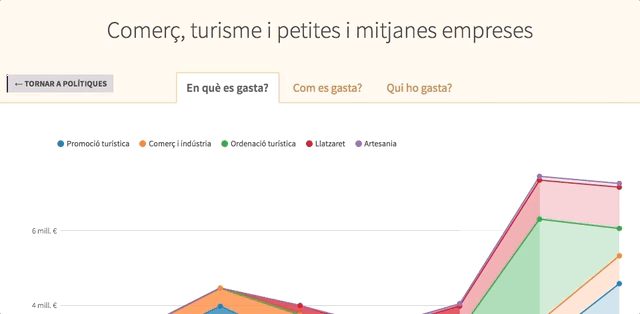 Comerç, turisme i petites i mitjanes empreses
← TORNAR A POLÍTIQUES
En què es gasta?
Com es gasta?
Qui ho gasta?
Promoció turística
Comerç i indústria
Ordenació turística
Llatzaret
Artesania
6 mill. €
4 mill. €